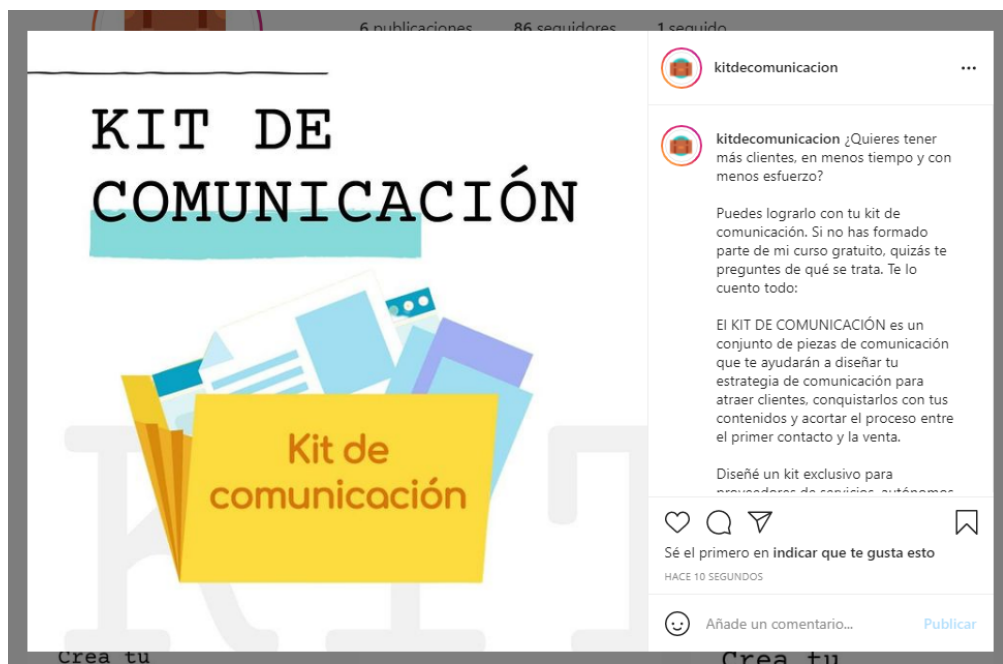 6 publicaciones 86 seguidores 1 seguido
KIT DE
COMUNICACIÓN
Kit de
comunicación
KIT
kitdecomunicacion
kitdecomunicacion ¿Quieres tener
más clientes, en menos tiempo y con
menos esfuerzo?
Puedes lograrlo con tu kit de
comunicación. Si no has formado
parte de mi curso gratuito, quizás te
preguntes de qué se trata. Te lo
cuento todo:
El KIT DE COMUNICACIÓN es un
conjunto de piezas de comunicación
que te ayudarán a diseñar tu
estrategia de comunicación para
atraer clientes, conquistarlos con tus
contenidos y acortar el proceso entre
el primer contacto y la venta.
Diseñé un kit exclusivo para
proveedores de servicios, autónomos
Sé el primero en indicar que te gusta esto
HACE 10 SEGUNDOS
Añade un comentario... Publicar
Crea tu
Crea tu